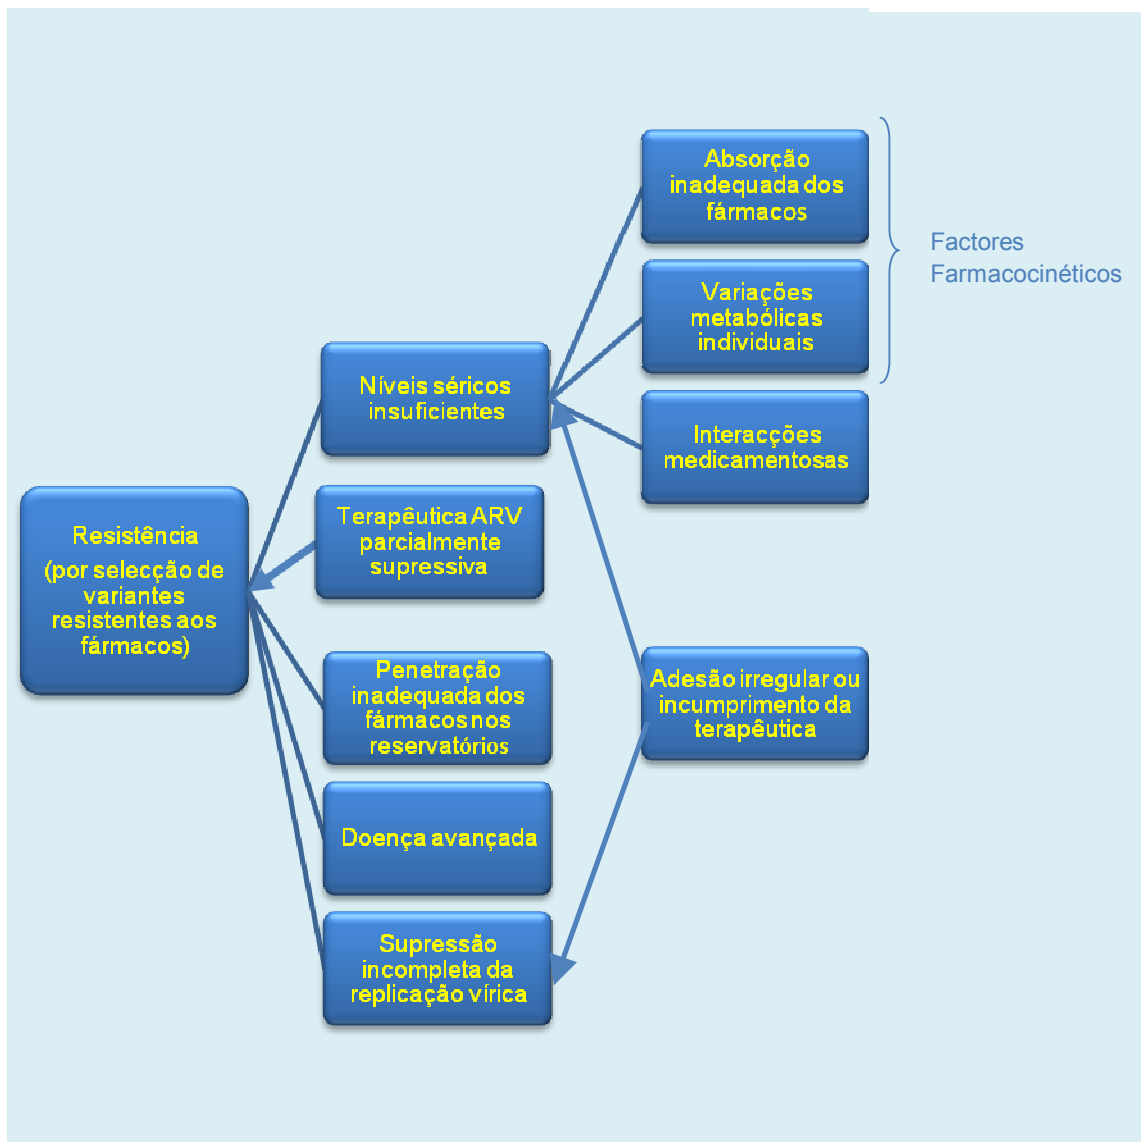 Absorção
inadequada dos
fármacos
Variações
metabólicas
individuais
Factores
Farmacocinéticos
Níveis séricos
insuficientes
Interacções
medicamentosas
Resistência
(por selecção de
variantes
resistentes aos
fármacos)
Terapêutica ARV
parcialmente
supressiva
Penetração
inadequada dos
fármacos nos
reservatórios
Adesão irregular ou
incumprimento da
terapêutica
Doença avançada
Supressão
incompleta da
replicação vírica